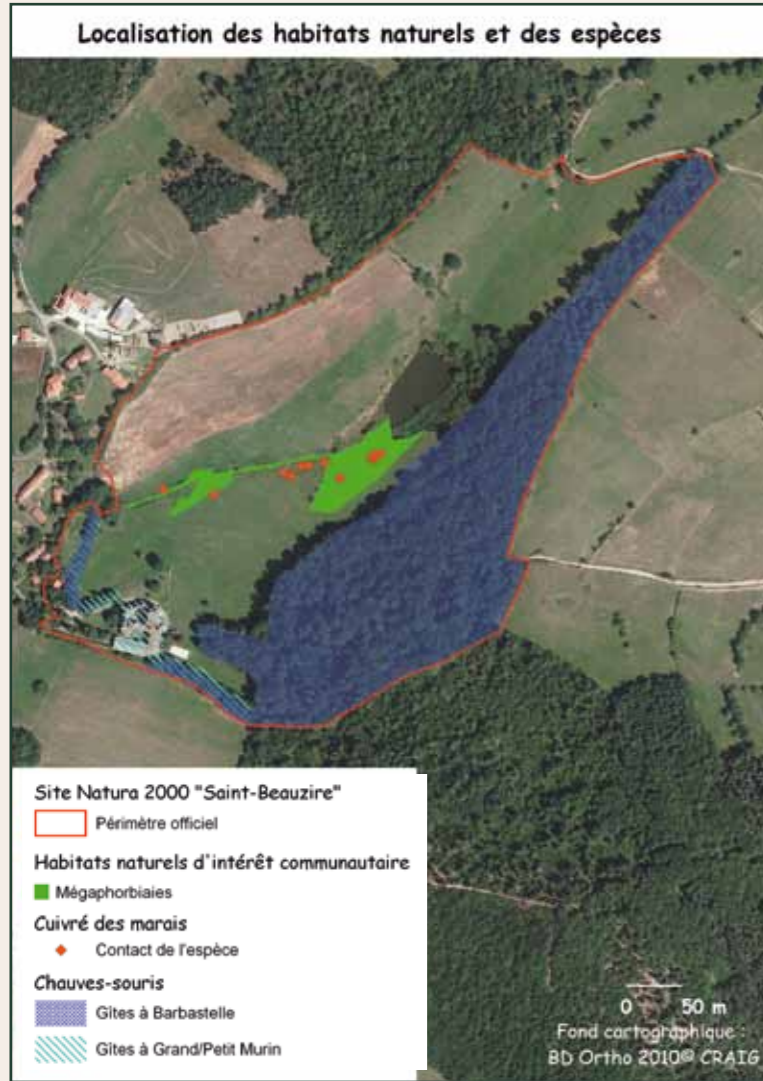 Localisation des habitats naturels et des espèces
Site Natura 2000 "Saint-Beauzire"
Périmètre officiel
Habitats naturels d'intérêt communautaire
Mégaphorbiaies
Cuivré des marais
Contact de l'espèce
Chauves-souris
Gîtes à Barbastelle
Gîtes à Grand/Petit Murin
0 50 m
Fond cartographique :
BD Ortho 2010© CRAIG